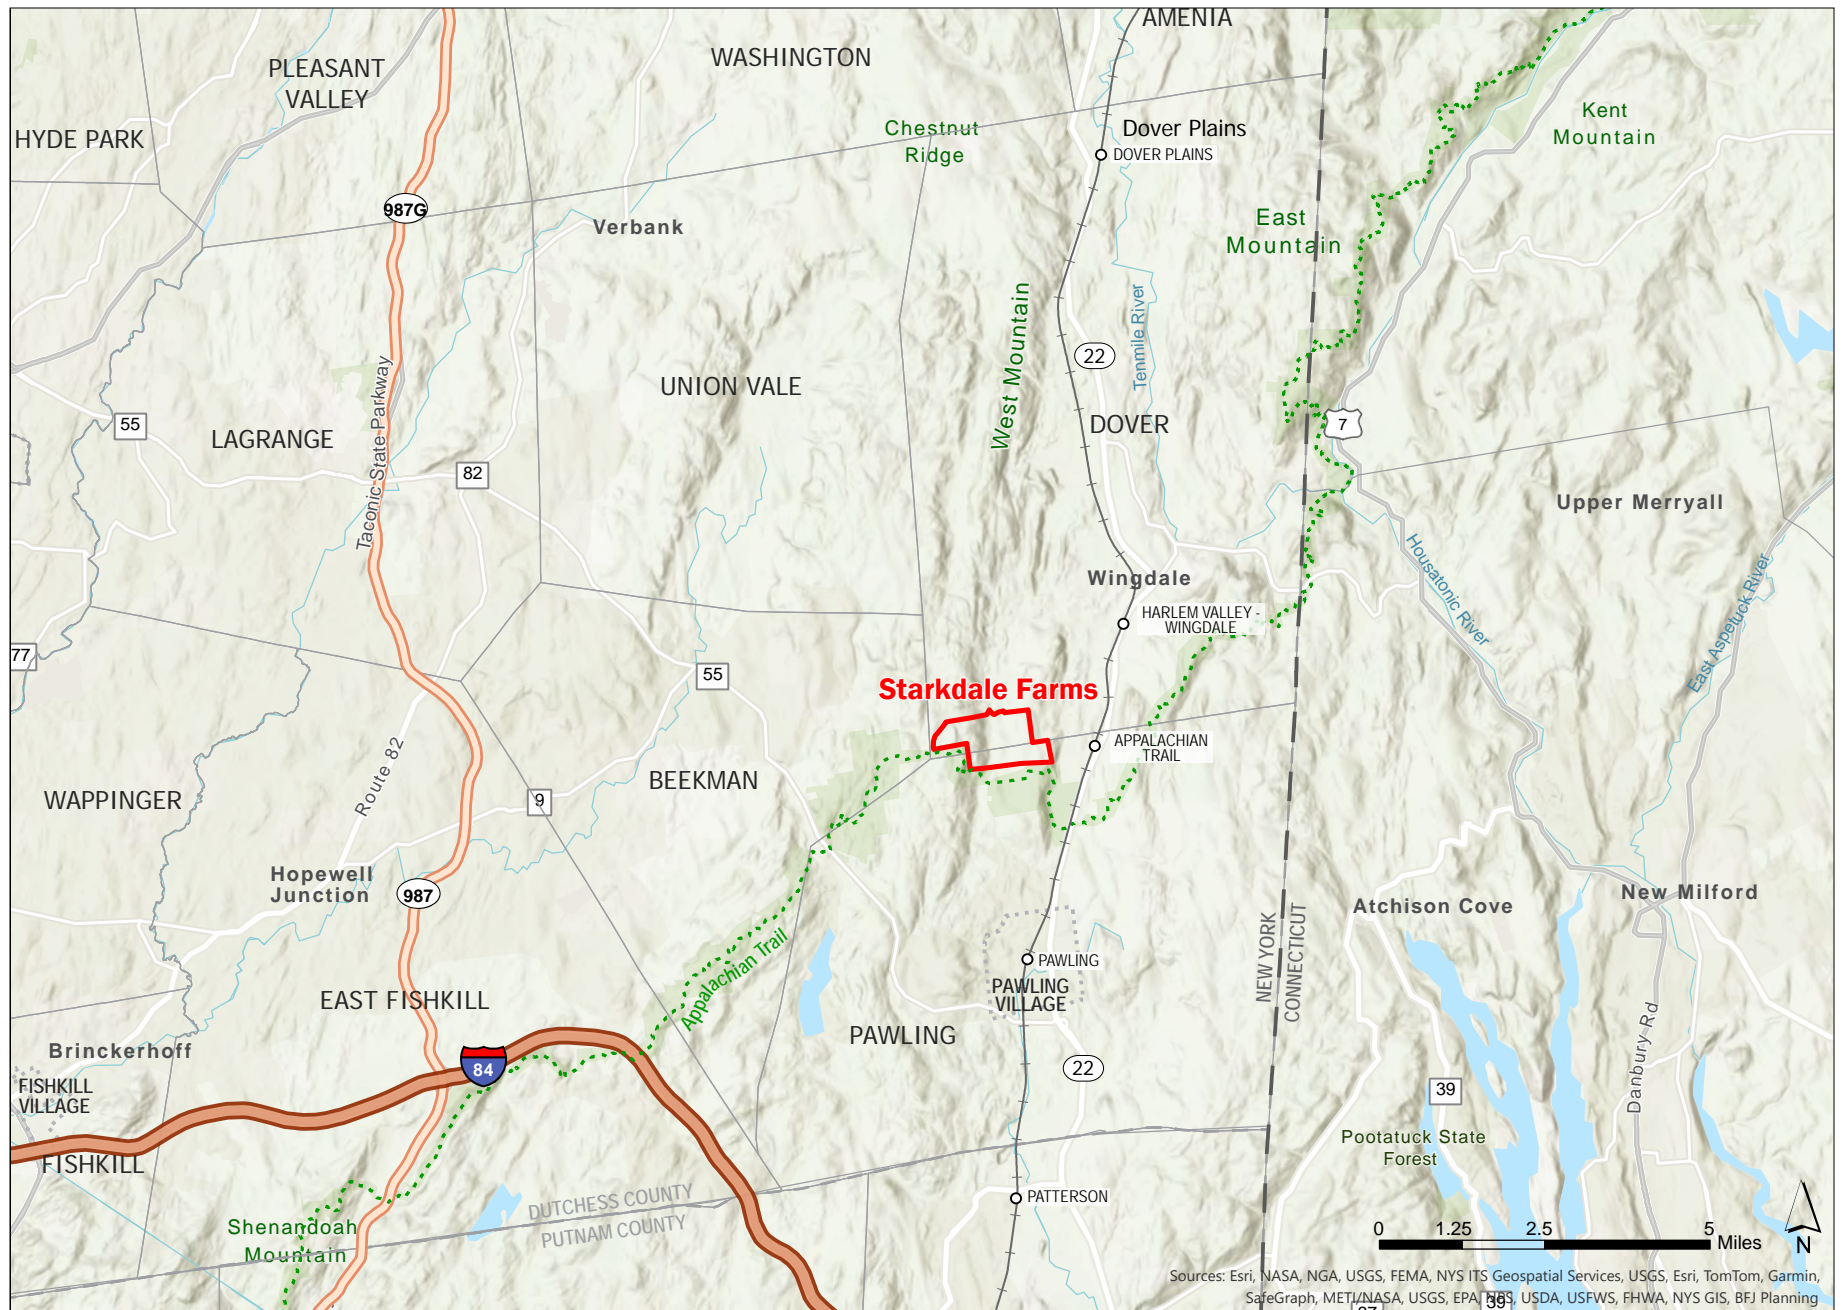 AMENIA
WASHINGTON
PLEASANT
VALLEY
HYDE PARK
Chestnut
Ridge
Dover Plains
DOVER PLAINS
Kent
Mountain
987G
Verbank
East
Mountain
West Mountain
Tenmile River
22
Taconic State Parkway
UNION VALE
55
LAGRANGE
DOVER
7
82
Upper Merryall
Housatonic River
East Aspetuck River
Wingdale
HARLEM VALLEY -
WINGDALE
77
55
Starkdale Farms
APPALACHIAN
TRAIL
Route 82
BEEKMAN
WAPPINGER
9
Hopewell
Junction
987
New Milford
Atchison Cove
NEW YORK
CONNECTICUT
Appalachian Trail
PAWLING
PAWLING
VILLAGE
EAST FISHKILL
PAWLING
Brinckerhoff
84
22
FISHKILL
VILLAGE
39
Danbury Rd
Pootatuck State
Forest
FISHKILL
PATTERSON
DUTCHESS COUNTY
PUTNAM COUNTY
Shenandoah
Mountain
0 1.25 2.5 5
Miles
N
Sources: Esri, NASA, NGA, USGS, FEMA, NYS ITS Geospatial Services, USGS, Esri, TomTom, Garmin,
SafeGraph, METI/NASA, USGS, EPA, NPS, USDA, USFWS, FHWA, NYS GIS, BFJ Planning
39